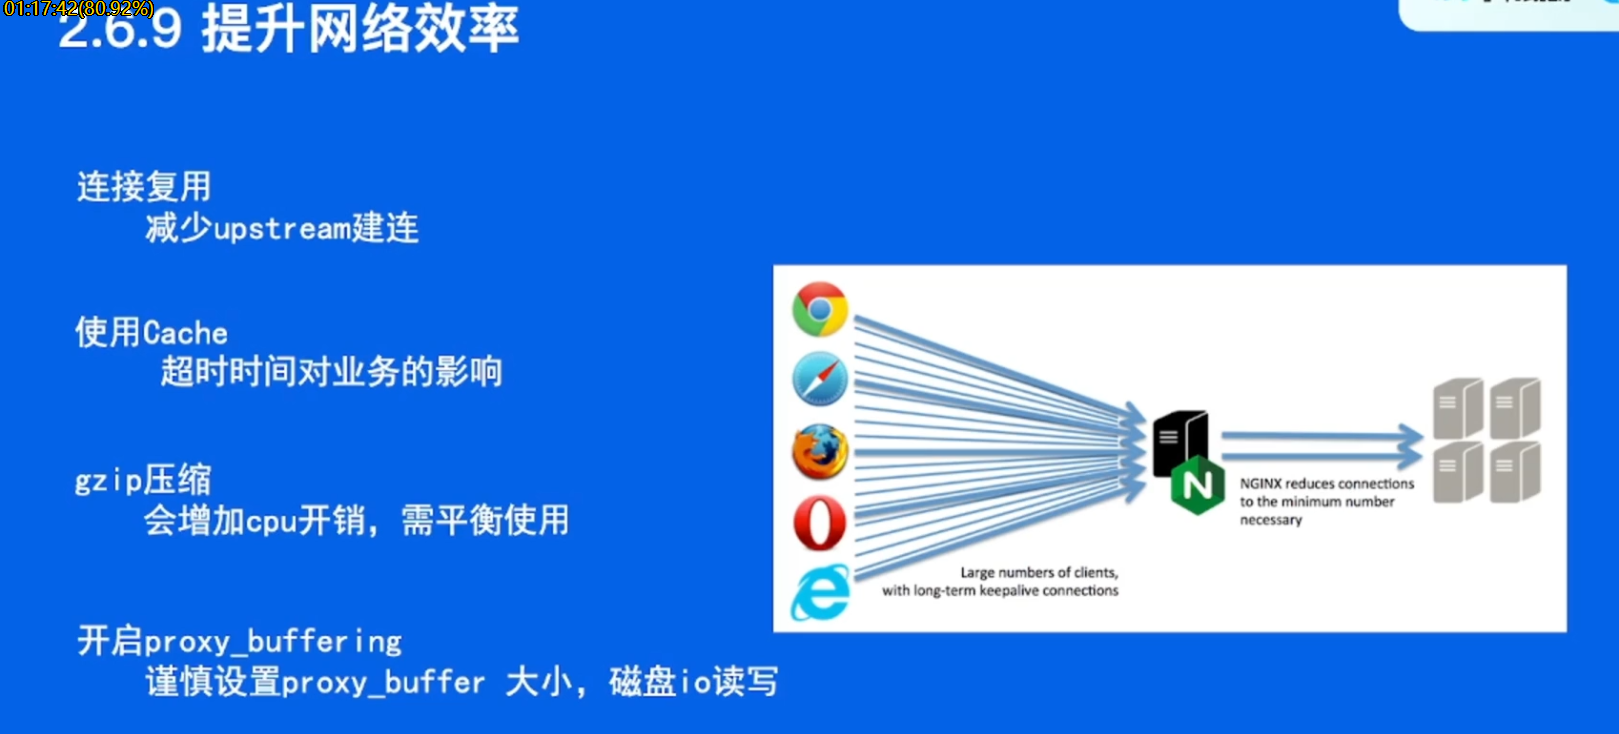 01:17:42(80.92%)
2.6.9 提升网络效率
连接复用
减少upstream建连
使用Cache
超时时间对业务的影响
gzip压缩
会增加cpu开销，需平衡使用
开启proxy_buffering
谨慎设置proxy_buffer 大小，磁盘io读写
N
NGINX reduces connections
to the minimum number
necessary
Large numbers of clients,
with long-term keepalive connections